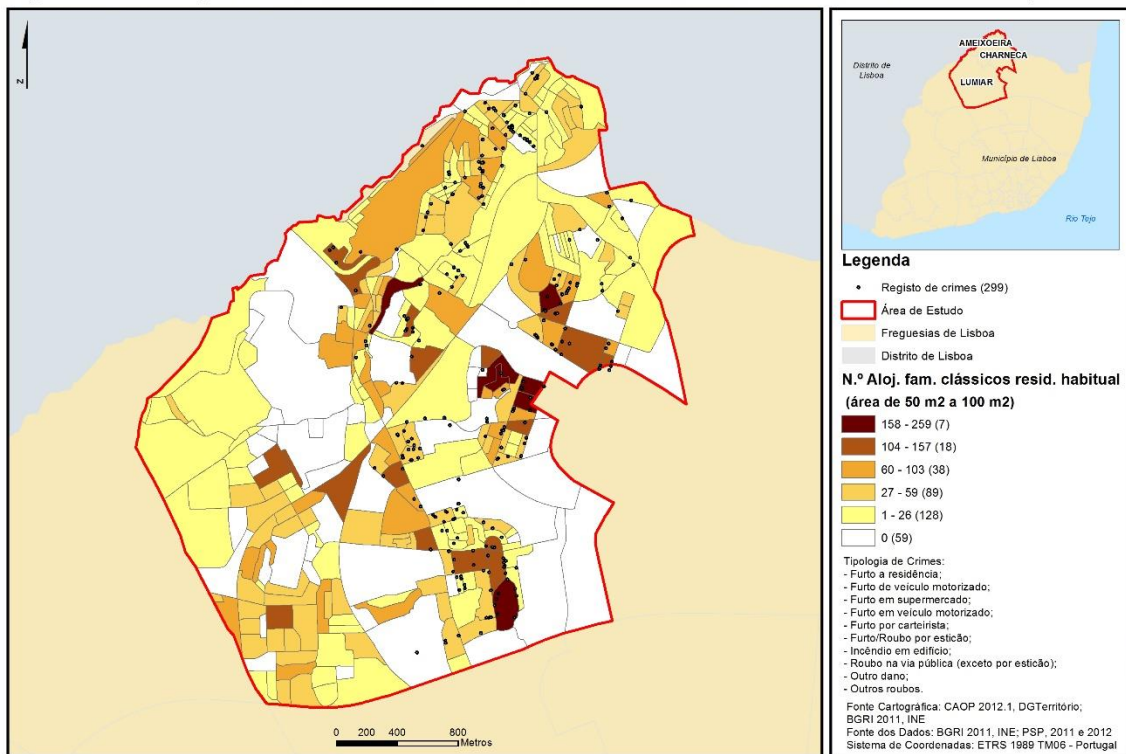 N
0 200 400 800
Metros
AMEIXOEIRA
CHARNECA
Distrito de
Lisboa
LUMIAR
Município de Lisboa
Rio Tejo
Legenda
Registo de crimes (299)
Área de Estudo
Freguesias de Lisboa
Distrito de Lisboa
N.º Aloj. fam. clássicos resid. habitual
(área de 50 m2 a 100 m2)
158 - 259 (7)
104 - 157 (18)
60 - 103 (38)
27 - 59 (89)
1 - 26 (128)
0 (59)
Tipologia de Crimes:
- Furto a residência;
- Furto de veículo motorizado;
- Furto em supermercado;
- Furto em veículo motorizado;
- Furto por carteirista;
- Furto/Roubo por esticão;
- Incêndio em edifício;
- Roubo na via pública (exceto por esticão);
- Outro dano;
- Outros roubos.
Fonte Cartográfica: CAOP 2012.1, DGTerritório;
BGRI 2011, INE
Fonte dos Dados: BGRI 2011, INE; PSP, 2011 e 2012
Sistema de Coordenadas: ETRS 1989 TM06 - Portugal